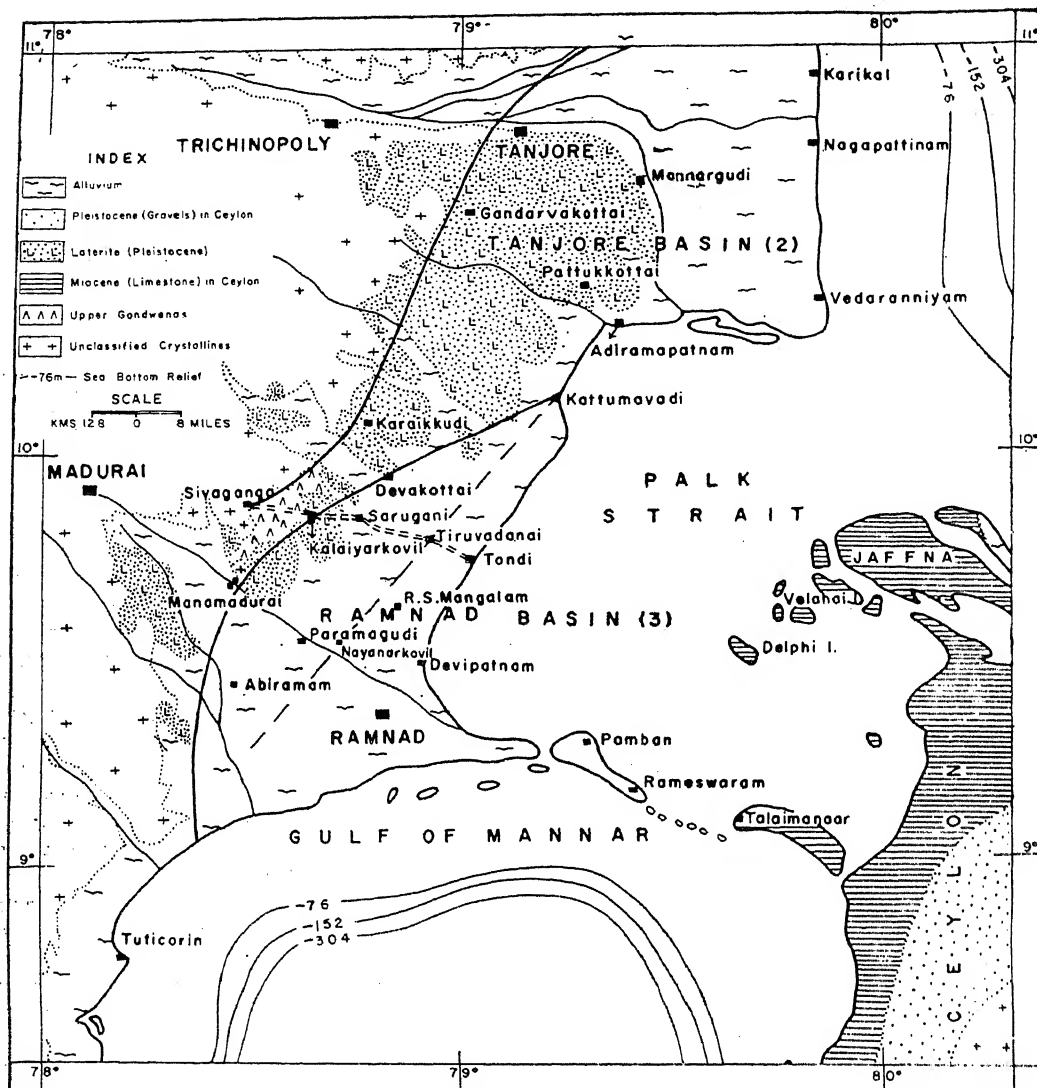 78° 79° 80°
11° 11°
Karikal
-76
-152
-304
TRICHINOPOLY
TANJORE
Nagapattinam
INDEX
Mannargudi
Alluvium
Pleistocene (Gravels) in Ceylon
Gandarvakottai
TANJORE BASIN (2)
Laterite (Pleistocene)
Pattukkottai
Miocene (Limestone) in Ceylon
Vedaranniyam
Upper Gondwanas
Unclassified Crystallines
Adiramapatnam
-76m- Sea Bottom Relief
SCALE
KMS 12·8 0 8 MILES
Kattumavadi
Karaikkudi
10° 10°
MADURAI
PALK
STRAIT
Sivaganga
Devakottai
Sarugani
Tiruvadanai
Kalaiyarkovil
Tondi
JAFFNA
Manamadurai
R.S.Mangalam
Velanai I.
RAMNAD BASIN (3)
Paramagudi
Nayanarkovil
Devipatnam
Delphi I.
Abiramam
RAMNAD
Pamban
Rameswaram
Talaimanaar
GULF OF MANNAR
9° 9°
-76
-152
-304
Tuticorin
CEYLON
78° 79° 80°